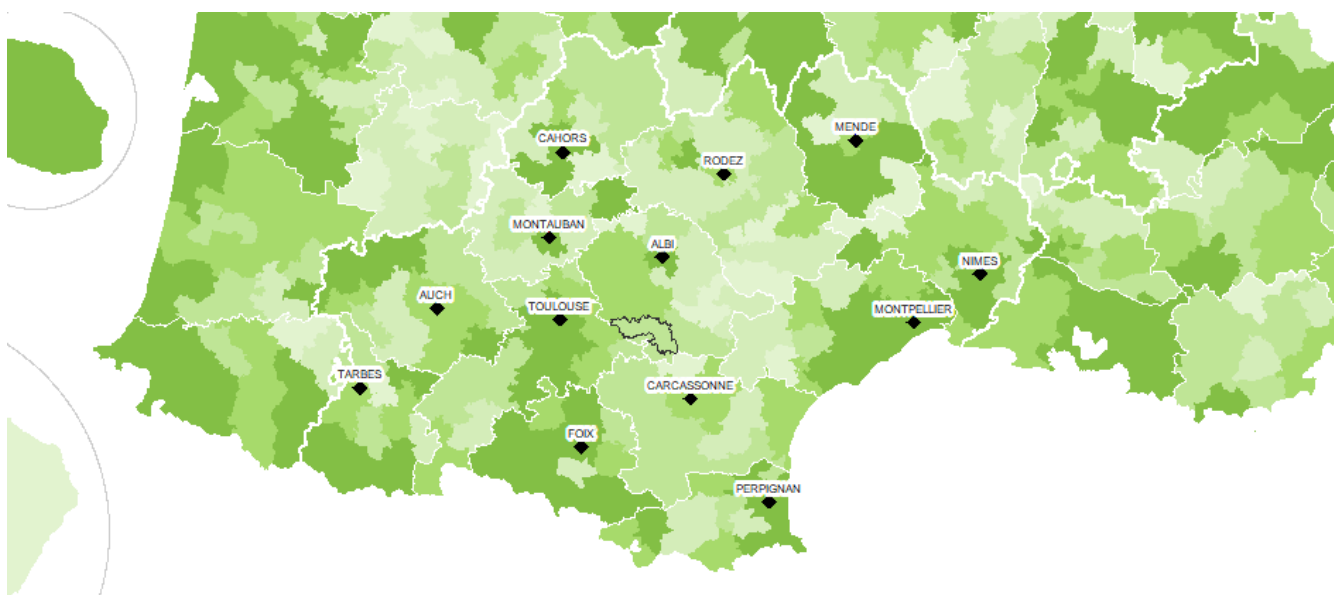 MENDE
CAHORS
RODEZ
MONTAUBAN
ALBI
NIMES
AUCH
TOULOUSE
MONTPELLIER
TARBES
CARCASSONNE
FOIX
PERPIGNAN